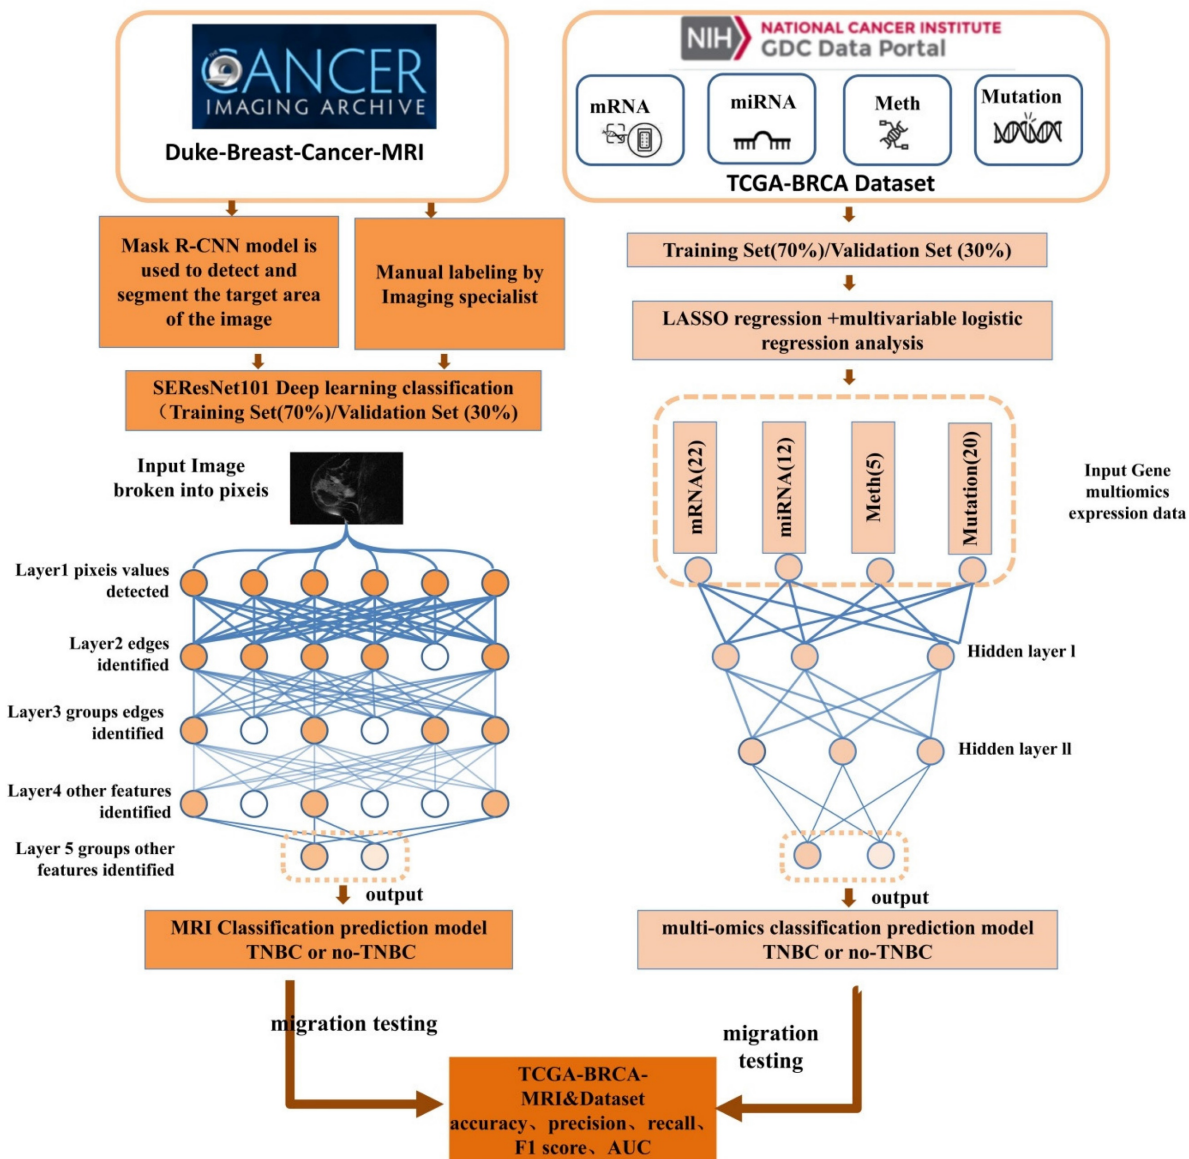 THE
CANCER
IMAGING ARCHIVE
Duke-Breast-Cancer-MRI
Mask R-CNN model is
used to detect and
segment the target area
of the image
Manual labeling by
Imaging specialist
SEResNet101 Deep learning classification
（Training Set(70%)/Validation Set (30%)
Input Image
broken into pixeis
Layer1 pixeis values
detected
Layer2 edges
identified
Layer3 groups edges
identified
Layer4 other features
identified
Layer 5 groups other
features identified
output
MRI Classification prediction model
TNBC or no-TNBC
migration testing
NIH
NATIONAL CANCER INSTITUTE
GDC Data Portal
mRNA
miRNA
Meth
Mutation
TCGA-BRCA Dataset
Training Set(70%)/Validation Set (30%)
LASSO regression +multivariable logistic
regression analysis
mRNA(22)
miRNA(12)
Meth(5)
Mutation(20)
Input Gene
multiomics
expression data
Hidden layer l
Hidden layer ll
output
multi-omics classification prediction model
TNBC or no-TNBC
migration
testing
TCGA-BRCA-
MRI&Dataset
accuracy、precision、recall、
F1 score、AUC